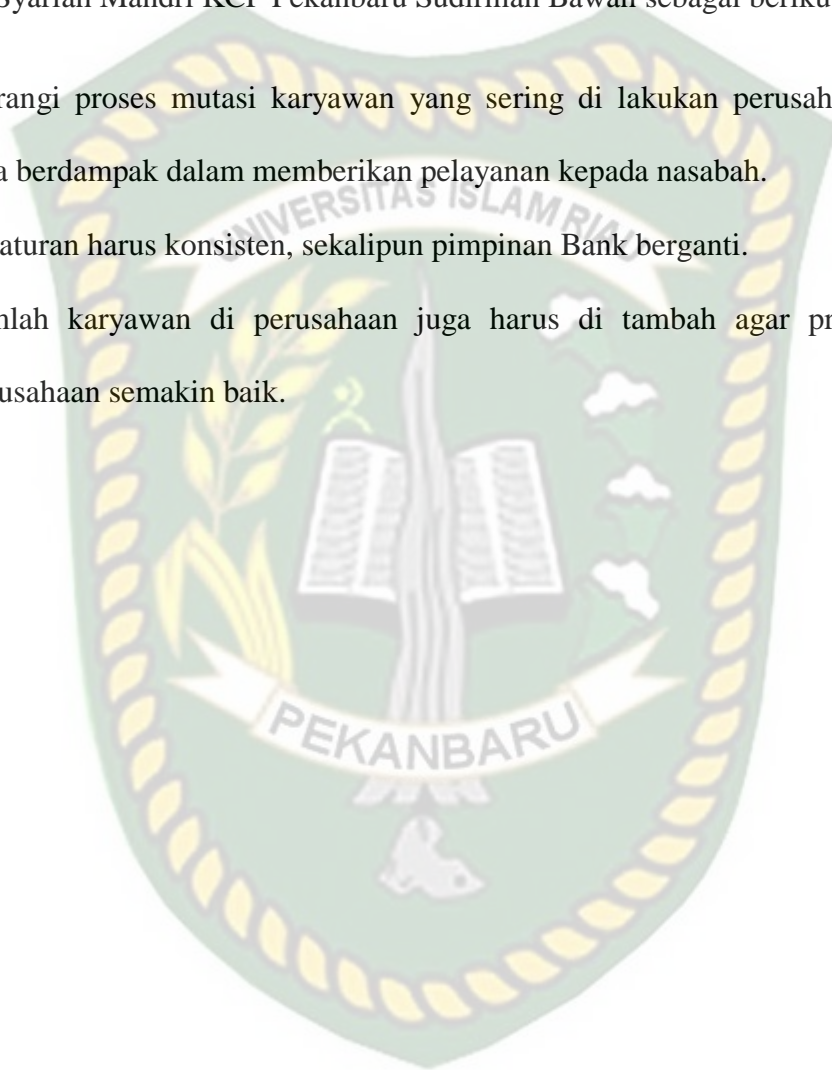 Syariah Mandiri KCP Pekanbaru Sudirman Bawah sebagai beriku
rangi proses mutasi karyawan yang sering di lakukan perusah
a berdampak dalam memberikan pelayanan kepada nasabah.
aturan harus konsisten, sekalipun pimpinan Bank berganti.
nlah karyawan di perusahaan juga harus di tambah agar pr
usahaan semakin baik.
UNIVERSITAS ISLAM RIAU
PEKANBARU